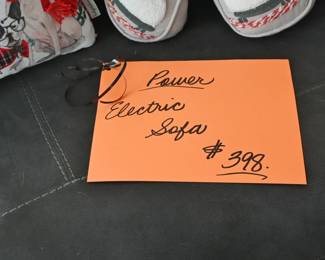 Power
Electric
Sofa
$ 398.